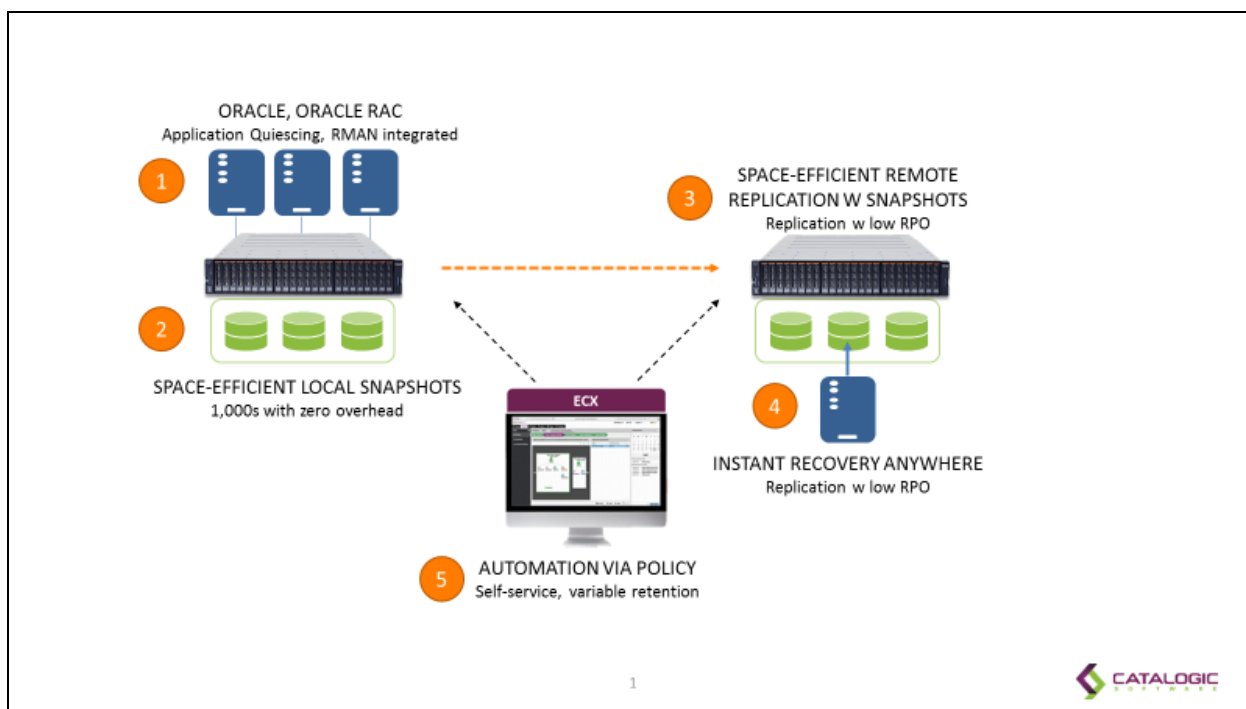 ORACLE, ORACLE RAC
Application Quiescing, RMAN integrated
1
2
SPACE-EFFICIENT LOCAL SNAPSHOTS
1,000s with zero overhead
3
SPACE-EFFICIENT REMOTE
REPLICATION W SNAPSHOTS
Replication w low RPO
4
INSTANT RECOVERY ANYWHERE
Replication w low RPO
ECX
5
AUTOMATION VIA POLICY
Self-service, variable retention
1
CATALOGIC
SOFTWARE